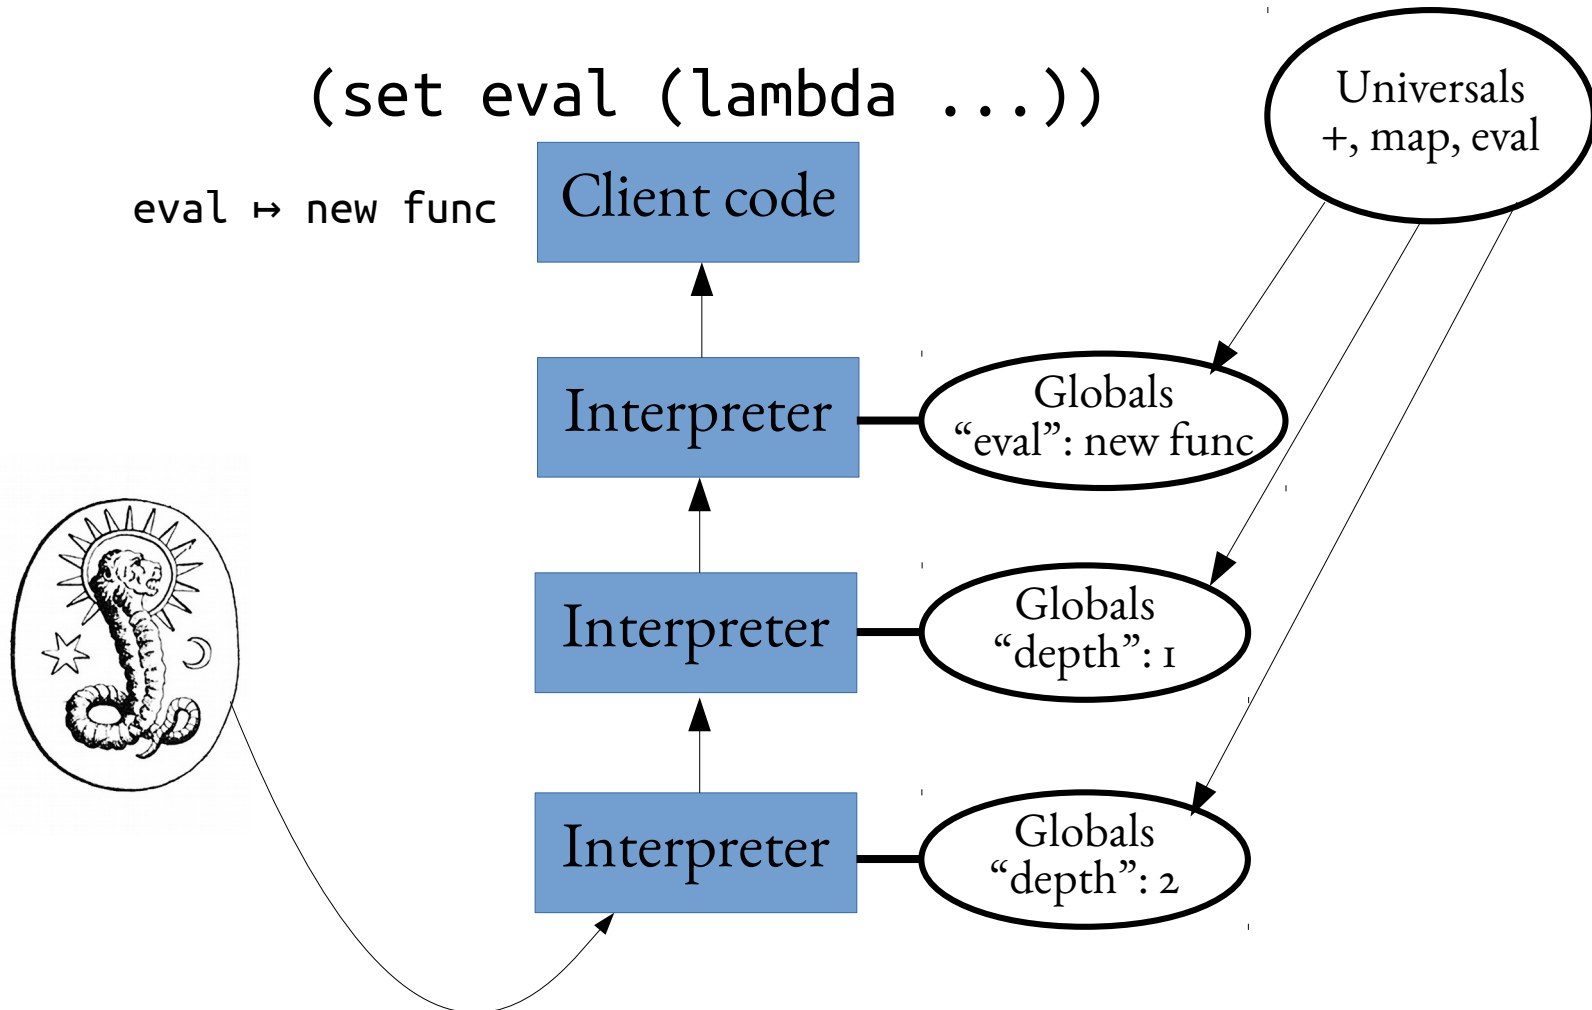 (set eval (lambda ...))
Universals
+, map, eval
eval ↦ new func
Client code
Interpreter
Globals
“eval”: new func
Interpreter
Globals
“depth”: 1
Interpreter
Globals
“depth”: 2